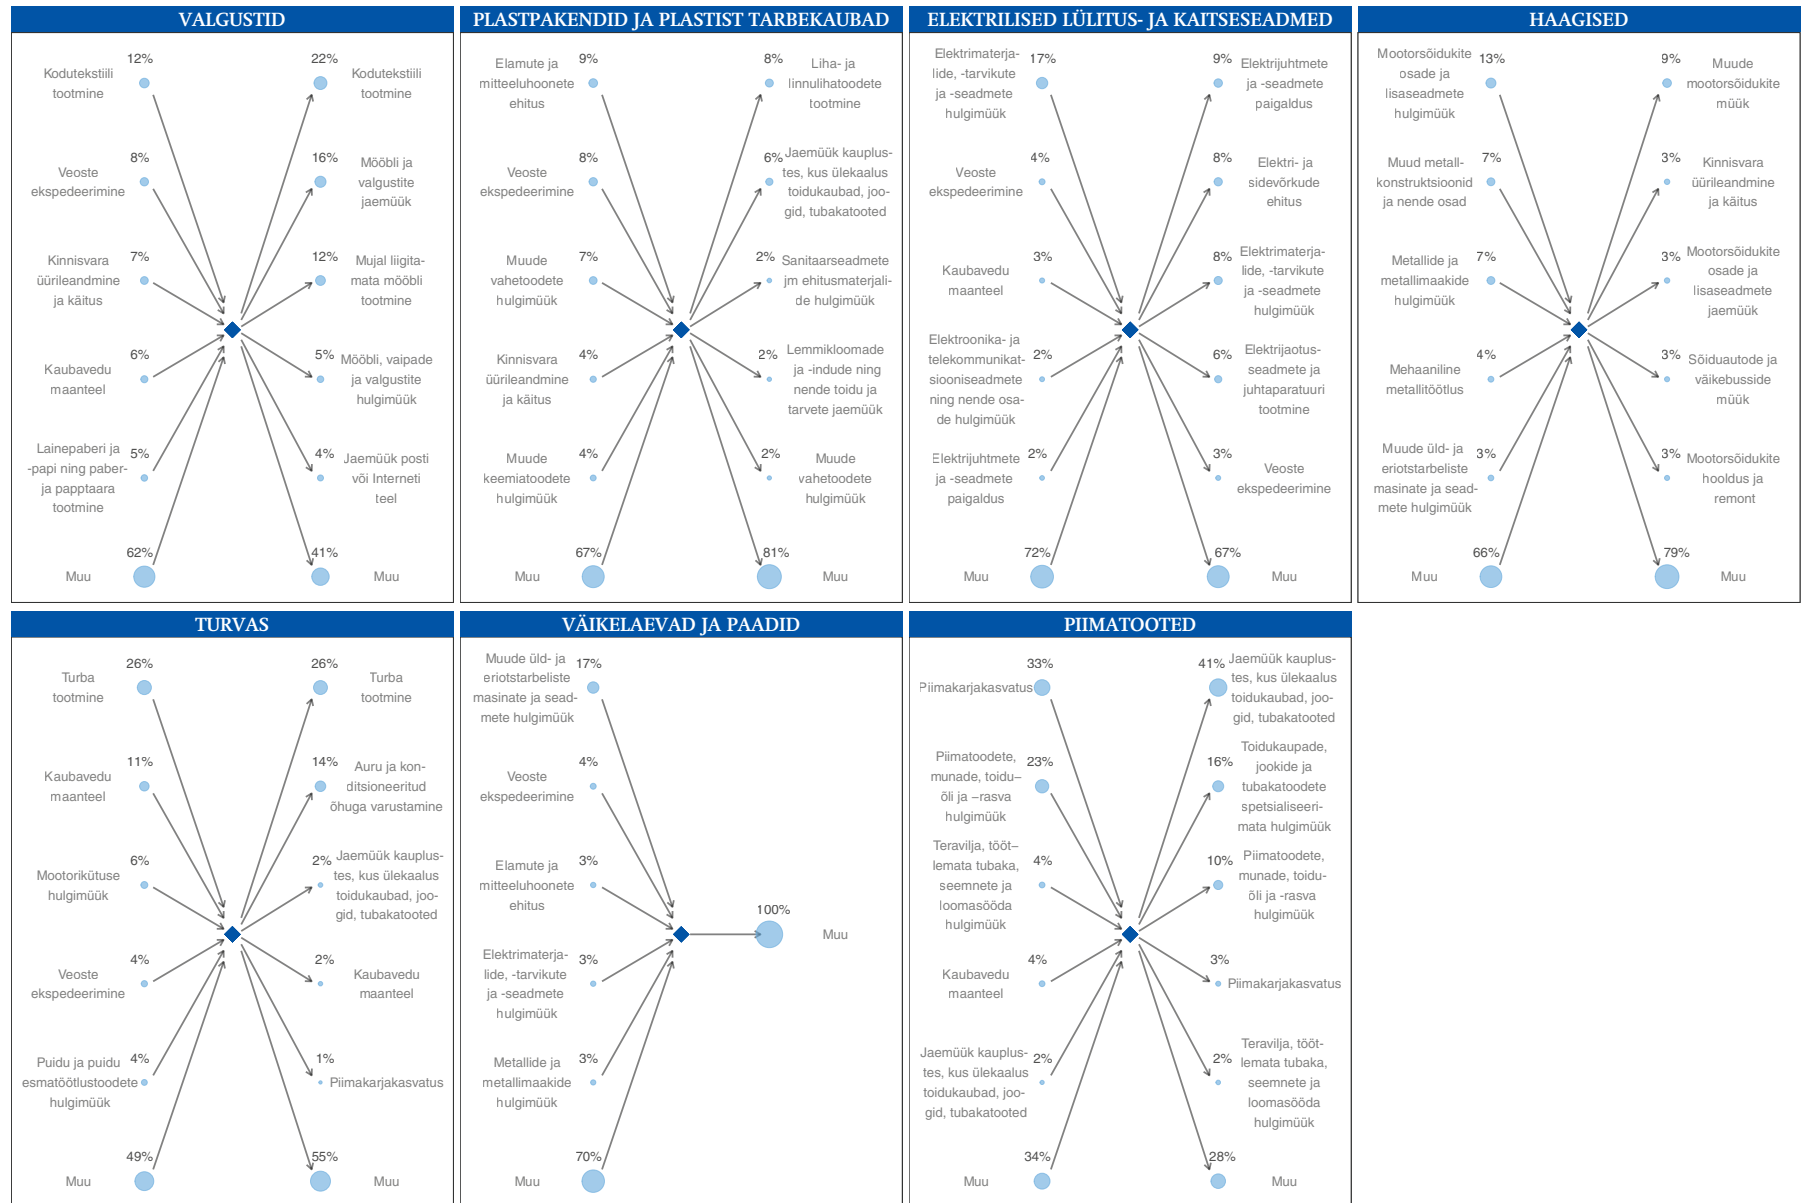 VALGUSTID
12%
Kodutekstiili
tootmine
8%
Veoste
ekspedeerimine
7%
Kinnisvara
üürileandmine
ja käitus
6%
Kaubavedu
maanteel
5%
Lainepaberi ja
-papi ning paber-
ja papptaara
tootmine
62%
Muu
22%
Kodutekstiili
tootmine
16%
Mööbli ja
valgustite
jaemüük
12%
Mujal liigita-
mata mööbli
tootmine
5%
Mööbli, vaipade
ja valgustite
hulgimüük
4%
Jaemüük posti
või Interneti
teel
41%
Muu
PLASTPAKENDID JA PLASTIST TARBEKAUBAD
9%
Elamute ja
mitteeluhoonete
ehitus
8%
Veoste
ekspedeerimine
7%
Muude
vahetoodete
hulgimüük
4%
Kinnisvara
üürileandmine
ja käitus
4%
Muude
keemiatoodete
hulgimüük
67%
Muu
8%
Liha- ja
linnulihatoodete
tootmine
6%
Jaemüük kauplus-
tes, kus ülekaalus
toidukaubad, joo-
gid, tubakatooted
2%
Sanitaarseadmete
jm ehitusmaterjali-
de hulgimüük
2%
Lemmikloomade
ja -lindude ning
nende toidu ja
tarvete jaemüük
2%
Muude
vahetoodete
hulgimüük
81%
Muu
ELEKTRILISED LÜLITUS- JA KAITSESEADMED
17%
Elektrimaterja-
lide, -tarvikute
ja -seadmete
hulgimüük
4%
Veoste
ekspedeerimine
3%
Kaubavedu
maanteel
2%
Elektroonika- ja
telekommunikat-
siooniseadmete
ning nende osa-
de hulgimüük
2%
Elektrijuhtmete
ja -seadmete
paigaldus
72%
Muu
9%
Elektrijuhtmete
ja -seadmete
paigaldus
8%
Elektri- ja
sidevõrkude
ehitus
8%
Elektrimaterja-
lide, -tarvikute
ja -seadmete
hulgimüük
6%
Elektrijaotus-
seadmete ja
juhtaparatuuri
tootmine
3%
Veoste
ekspedeerimine
67%
Muu
HAAGISED
13%
Mootorsõidukite
osade ja
lisaseadmete
hulgimüük
7%
Muud metall-
konstruktsioonid
ja nende osad
7%
Metallide ja
metallimaakide
hulgimüük
4%
Mehaaniline
metallitöötlus
3%
Muude üld- ja
eriotstarbeliste
masinate ja sead-
mete hulgimüük
66%
Muu
9%
Muude
mootorsõidukite
müük
3%
Kinnisvara
üürileandmine
ja käitus
3%
Mootorsõidukite
osade ja
lisaseadmete
jaemüük
3%
Sõiduautode ja
väikebusside
müük
3%
Mootorsõidukite
hooldus ja
remont
79%
Muu
TURVAS
26%
Turba
tootmine
11%
Kaubavedu
maanteel
6%
Mootorikütuse
hulgimüük
4%
Veoste
ekspedeerimine
4%
Puidu ja puidu
esmatöötlustoodete
hulgimüük
49%
Muu
26%
Turba
tootmine
14%
Auru ja kon-
ditsioneeritud
õhuga varustamine
2%
Jaemüük kauplus-
tes, kus ülekaalus
toidukaubad, joo-
gid, tubakatooted
2%
Kaubavedu
maanteel
1%
Piimakarjakasvatus
55%
Muu
VÄIKELAEVAD JA PAADID
17%
Muude üld- ja
eriotstarbeliste
masinate ja sead-
mete hulgimüük
4%
Veoste
ekspedeerimine
3%
Elamute ja
mitteeluhoonete
ehitus
3%
Elektrimaterja-
lide, -tarvikute
ja -seadmete
hulgimüük
3%
Metallide ja
metallimaakide
hulgimüük
70%
Muu
100%
Muu
PIIMATOOTED
33%
Piimakarjakasvatus
23%
Piimatoodete,
munade, toidu–
õli ja –rasva
hulgimüük
4%
Teravilja, tööt–
lemata tubaka,
seemnete ja
loomasööda
hulgimüük
4%
Kaubavedu
maanteel
2%
Jaemüük kauplus-
tes, kus ülekaalus
toidukaubad, joo-
gid, tubakatooted
34%
Muu
41%
Jaemüük kauplus-
tes, kus ülekaalus
toidukaubad, joo-
gid, tubakatooted
16%
Toidukaupade,
jookide ja
tubakatoodete
spetsialiseeri-
mata hulgimüük
10%
Piimatoodete,
munade, toidu-
õli ja -rasva
hulgimüük
3%
Piimakarjakasvatus
2%
Teravilja, tööt-
lemata tubaka,
seemnete ja
loomasööda
hulgimüük
28%
Muu